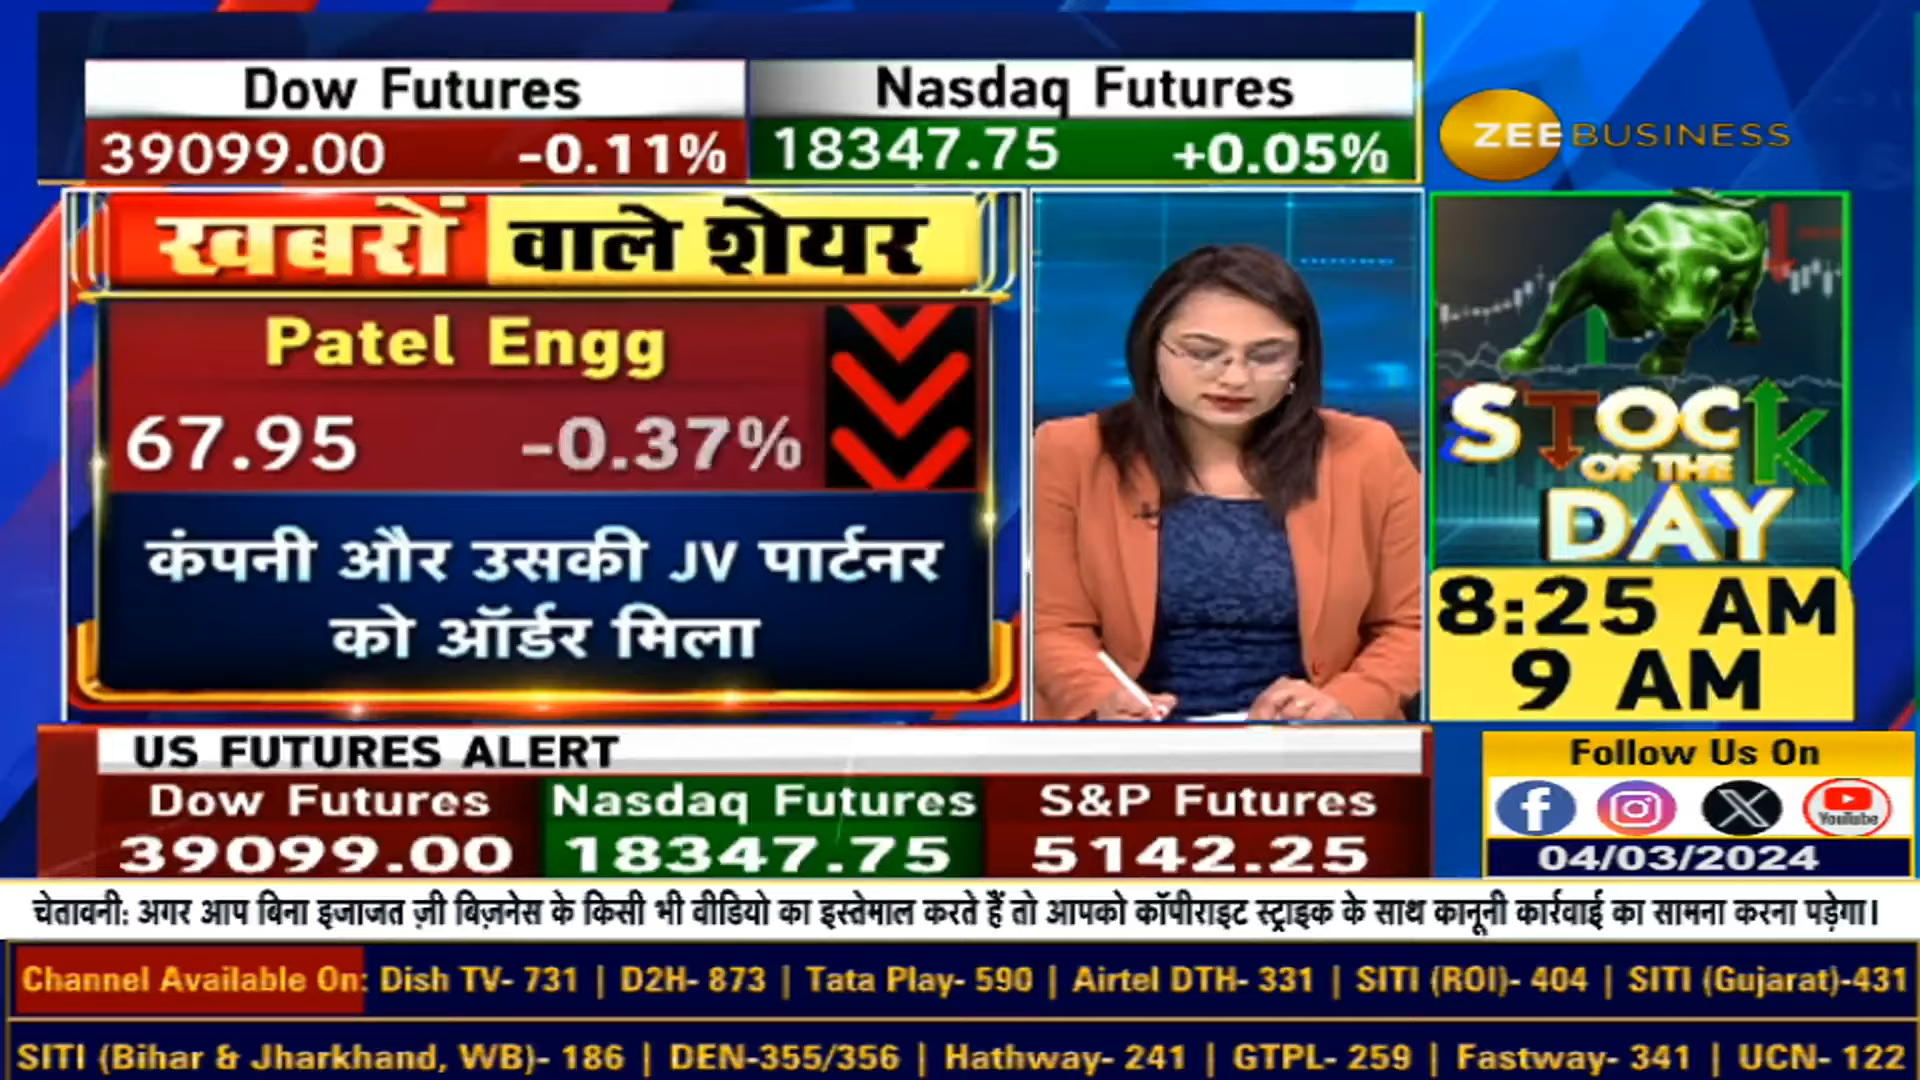 Dow Futures
39099.00 -0.11%
Nasdaq Futures
18347.75 +0.05%
ZEE BUSINESS
खबरों वाले शेयर
Patel Engg
67.95 -0.37%
कंपनी और उसकी JV पार्टनर
को ऑर्डर मिला
STOCK
OF THE
DAY
8:25 AM
9 AM
US FUTURES ALERT
Dow Futures
39099.00
Nasdaq Futures
18347.75
S&P Futures
5142.25
Follow Us On
YouTube
04/03/2024
चेतावनी: अगर आप बिना इजाजत ज़ी बिज़नेस के किसी भी वीडियो का इस्तेमाल करते हैं तो आपको कॉपीराइट स्ट्राइक के साथ कानूनी कार्रवाई का सामना करना पड़ेगा।
Channel Available On: Dish TV- 731 | D2H- 873 | Tata Play- 590 | Airtel DTH- 331 | SITI (ROI)- 404 | SITI (Gujarat)-431
SITI (Bihar & Jharkhand, WB)- 186 | DEN-355/356 | Hathway- 241 | GTPL- 259 | Fastway- 341 | UCN- 122